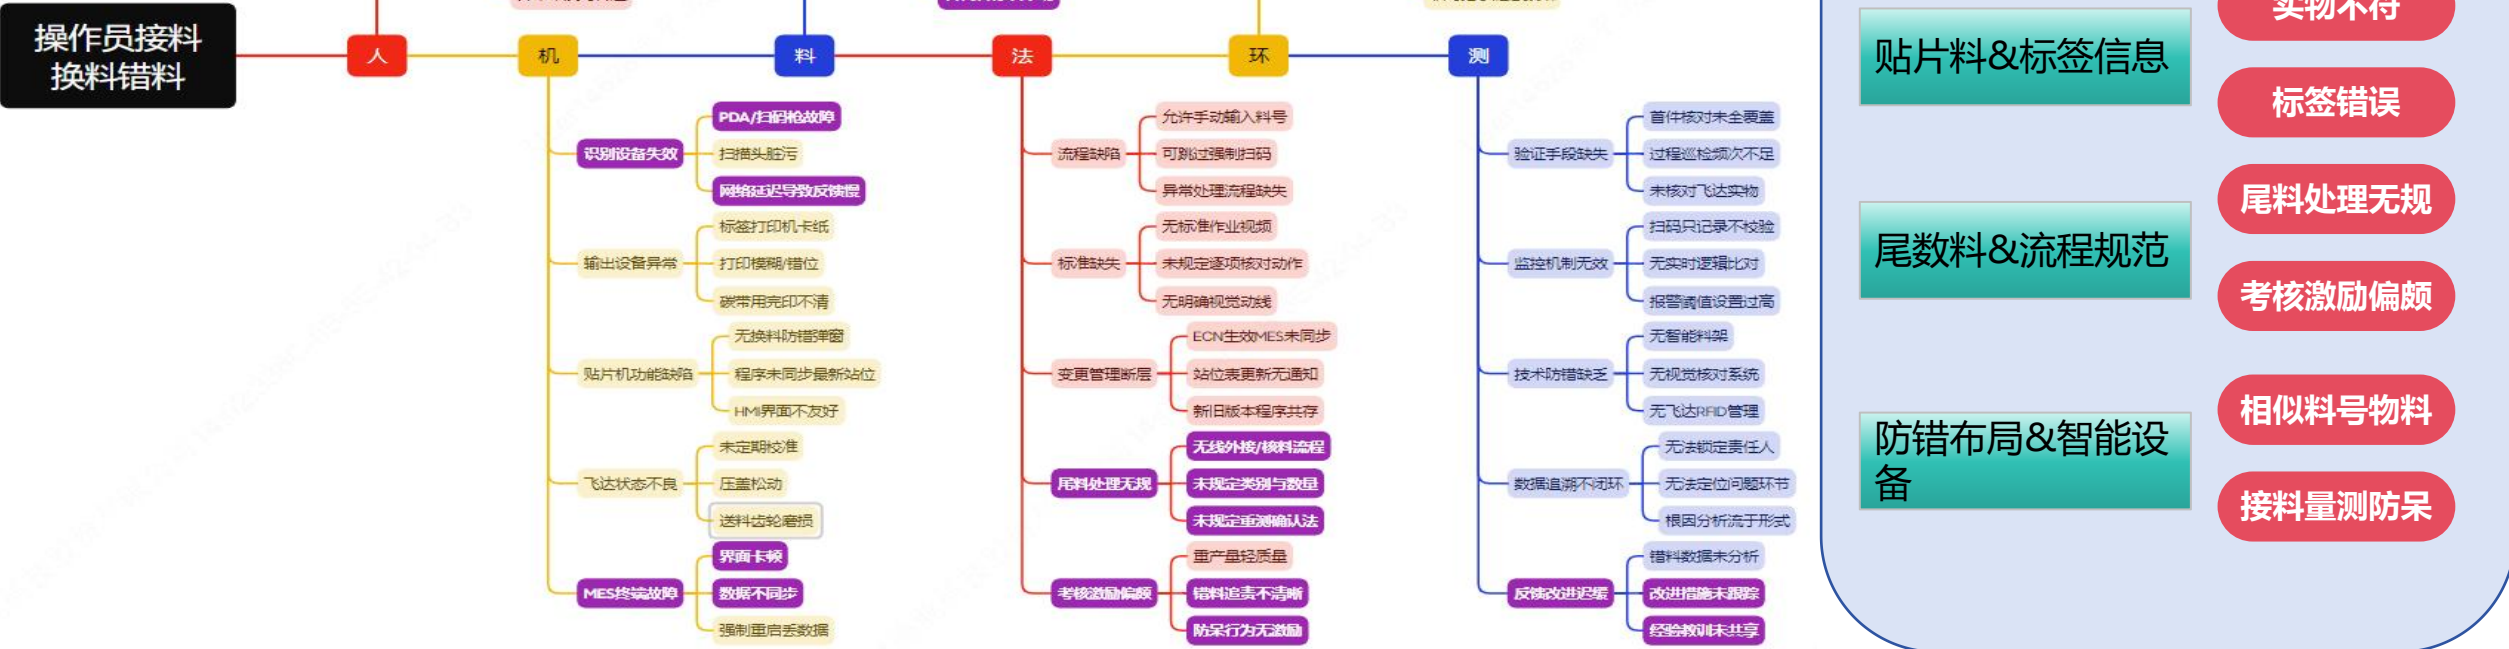 操作员接料
换料错料
人
机
料
法
环
测
识别设备失效
PDA/扫码枪故障
扫描头脏污
网络延迟导致反馈慢
输出设备异常
标签打印机卡纸
打印模糊/错位
碳带用完印不清
贴片机功能缺陷
无换料防错弹窗
程序未同步最新站位
HMI界面不友好
飞达状态不良
未定期校准
压盖松动
送料齿轮磨损
MES终端故障
界面卡顿
数据不同步
强制重启丢数据
流程缺陷
允许手动输入料号
可跳过强制扫码
异常处理流程缺失
标准缺失
无标准作业视频
未规定逐项核对动作
无明确视觉动线
变更管理断层
ECN生效MES未同步
站位表更新无通知
新旧版本程序共存
尾料处理无规
无线外接/核料流程
未规定类别与数量
未规定重测确认法
考核激励偏颇
重产量轻质量
错料追责不清晰
防呆行为无激励
验证手段缺失
首件核对未全覆盖
过程巡检频次不足
未核对飞达实物
监控机制无效
扫码只记录不校验
无实时逻辑比对
报警阈值设置过高
技术防错缺乏
无智能料架
无视觉核对系统
无飞达RFID管理
数据追溯不闭环
无法锁定责任人
无法定位问题环节
根因分析流于形式
反馈改进迟缓
错料数据未分析
改进措施未跟踪
经验教训未共享
贴片料&标签信息
实物不符
标签错误
尾数料&流程规范
尾料处理无规
考核激励偏颇
防错布局&智能设
备
相似料号物料
接料量测防呆